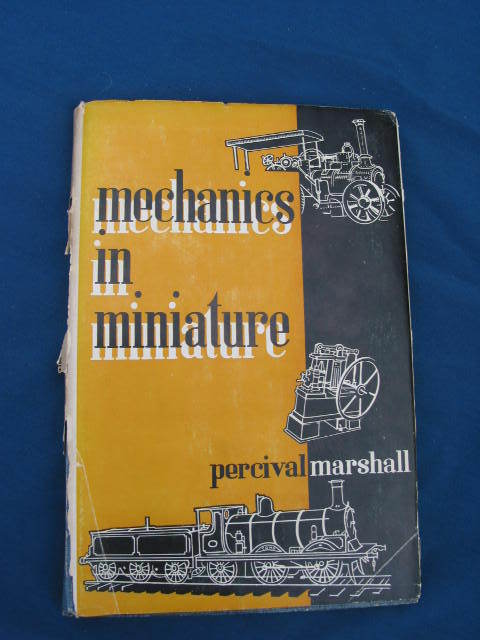 mechanics
in
miniature
percival marshall